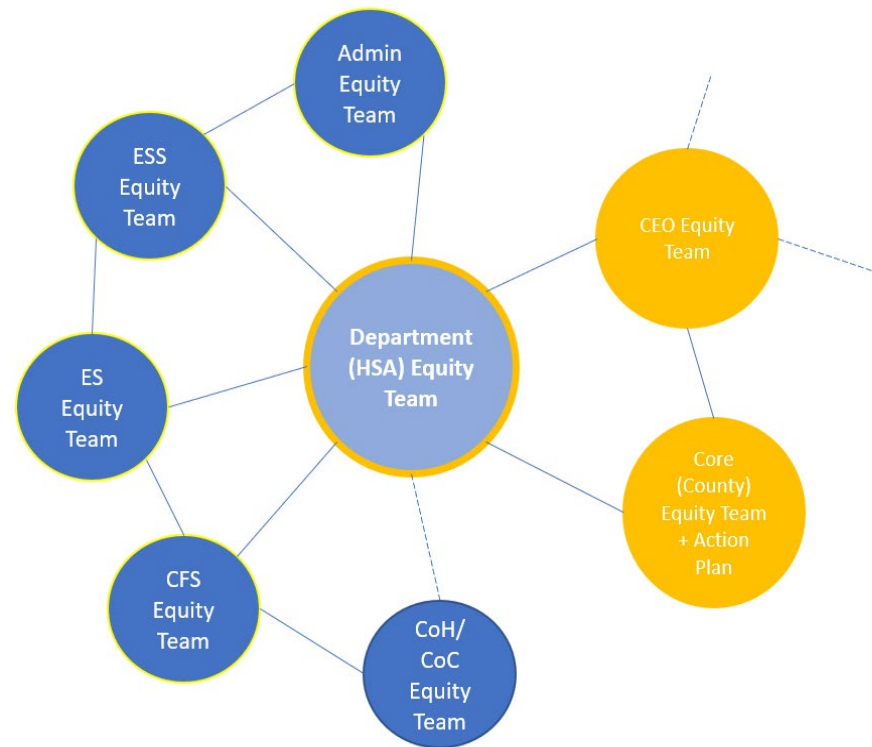 Admin
Equity
Team
ESS
Equity
Team
CEO Equity
Team
Department
(HSA) Equity
Team
ES
Equity
Team
Core
(County)
Equity Team
+ Action
Plan
CFS
Equity
Team
CoH/
CoC
Equity
Team